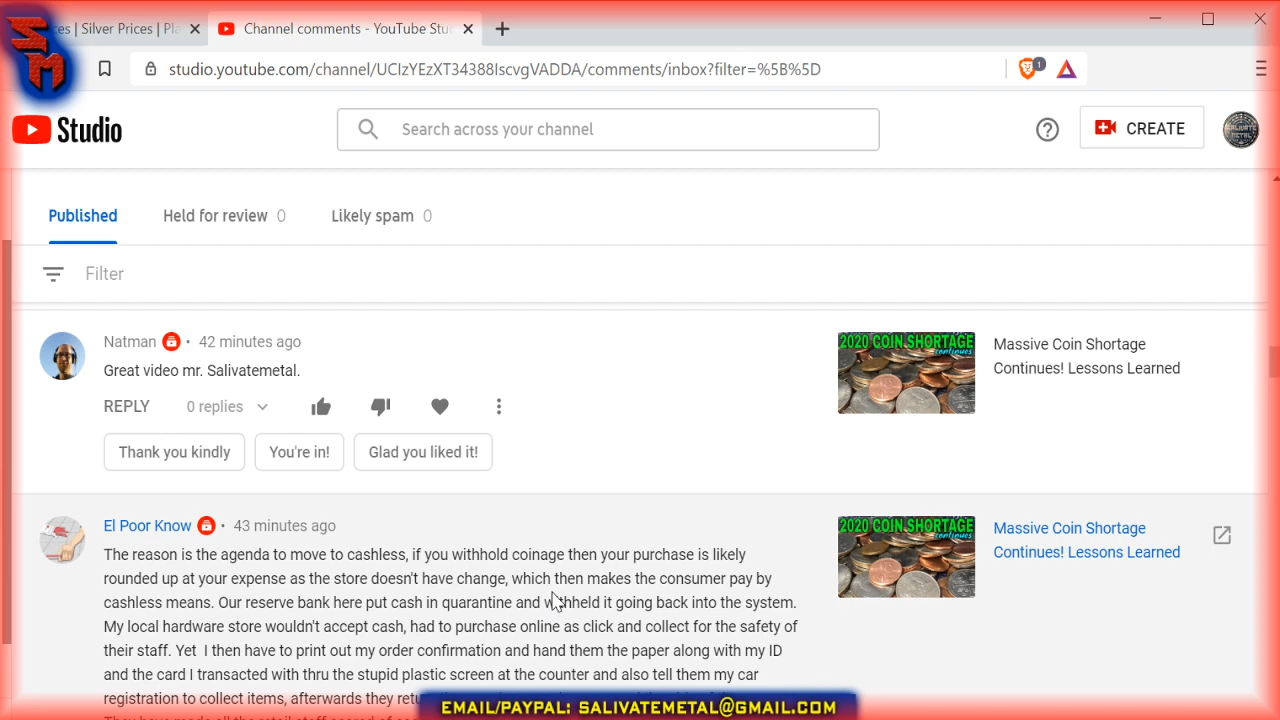 SM
es | Silver Prices | Pla
Channel comments - YouTube Stu
studio.youtube.com/channel/UCIzYEzXT34388IscvgVADDA/comments/inbox?filter=%5B%5D
1
Studio
Search across your channel
CREATE
SALIVATE METAL
Published
Held for review 0
Likely spam 0
Filter
Natman • 42 minutes ago
Great video mr. Salivatemetal.
REPLY 0 replies
Thank you kindly
You're in!
Glad you liked it!
2020 COIN SHORTAGE
continues
Massive Coin Shortage
Continues! Lessons Learned
El Poor Know • 43 minutes ago
The reason is the agenda to move to cashless, if you withhold coinage then your purchase is likely
rounded up at your expense as the store doesn't have change, which then makes the consumer pay by
cashless means. Our reserve bank here put cash in quarantine and withheld it going back into the system.
My local hardware store wouldn't accept cash, had to purchase online as click and collect for the safety of
their staff. Yet I then have to print out my order confirmation and hand them the paper along with my ID
and the card I transacted with thru the stupid plastic screen at the counter and also tell them my car
registration to collect items, afterwards they retu
2020 COIN SHORTAGE
continues
Massive Coin Shortage
Continues! Lessons Learned
EMAIL/PAYPAL: SALIVATEMETAL@GMAIL.COM